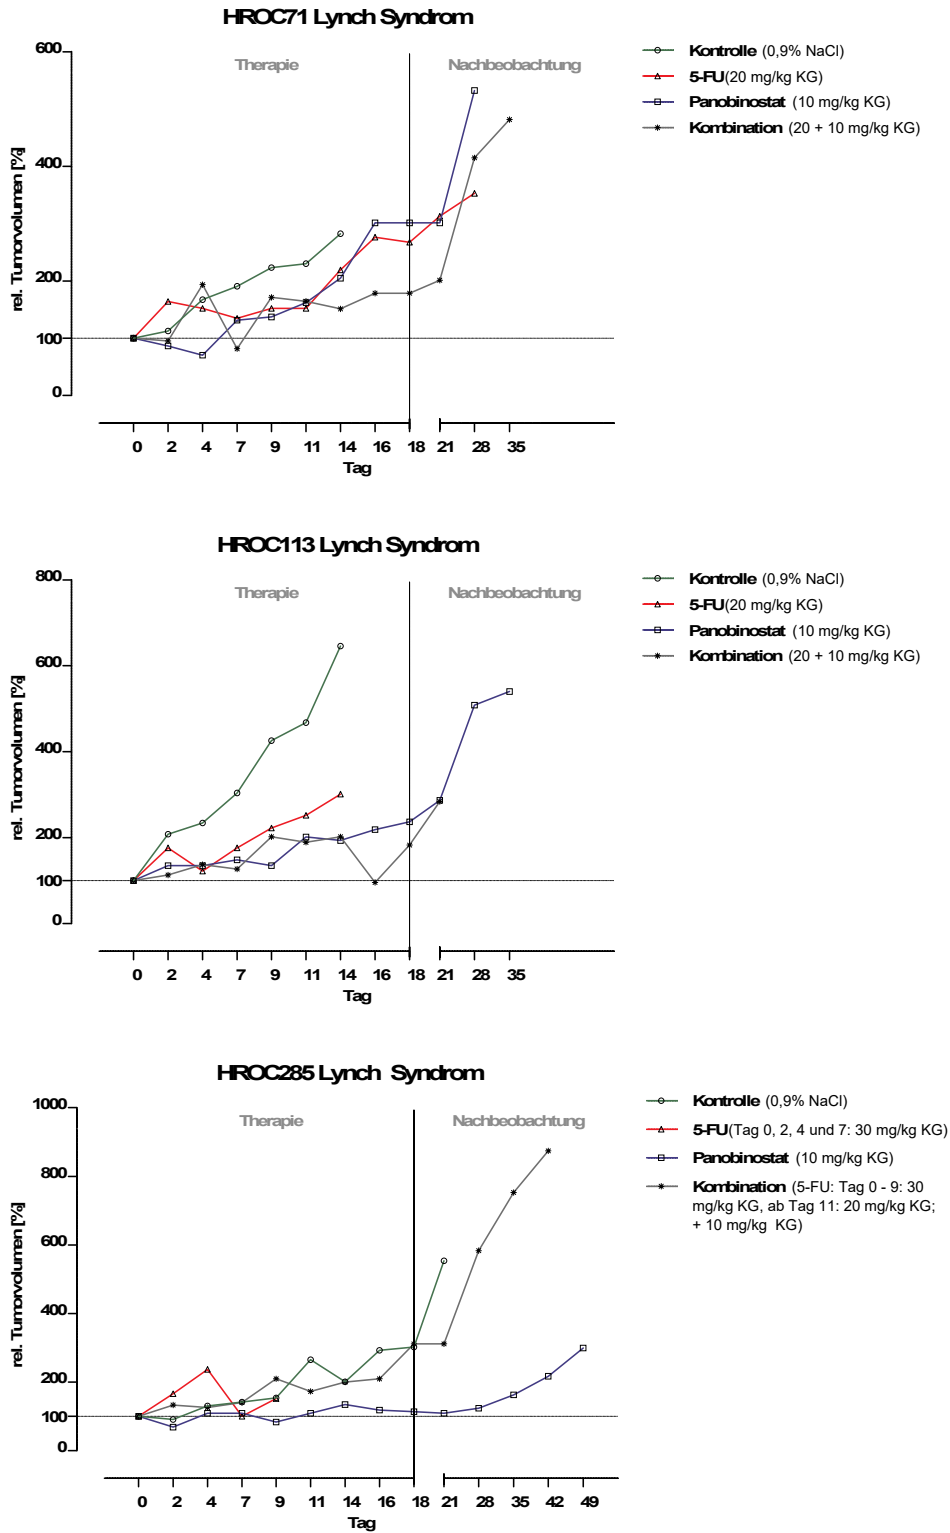 HROC71 Lynch Syndrom
Therapie Nachbeobachtung
rel. Tumorvolumen [%]
600
400
200
100
0
0 2 4 7 9 11 14 16 18 21 28 35
Tag
Kontrolle (0,9% NaCl)
5-FU(20 mg/kg KG)
Panobinostat (10 mg/kg KG)
Kombination (20 + 10 mg/kg KG)
HROC113 Lynch Syndrom
Therapie Nachbeobachtung
rel. Tumorvolumen [%]
800
600
400
200
100
0
0 2 4 7 9 11 14 16 18 21 28 35
Tag
Kontrolle (0,9% NaCl)
5-FU(20 mg/kg KG)
Panobinostat (10 mg/kg KG)
Kombination (20 + 10 mg/kg KG)
HROC285 Lynch Syndrom
Therapie Nachbeobachtung
rel. Tumorvolumen [%]
1000
800
600
400
200
100
0
0 2 4 7 9 11 14 16 18 21 28 35 42 49
Tag
Kontrolle (0,9% NaCl)
5-FU(Tag 0, 2, 4 und 7: 30 mg/kg KG)
Panobinostat (10 mg/kg KG)
Kombination (5-FU: Tag 0 - 9: 30
mg/kg KG, ab Tag 11: 20 mg/kg KG;
+ 10 mg/kg KG)